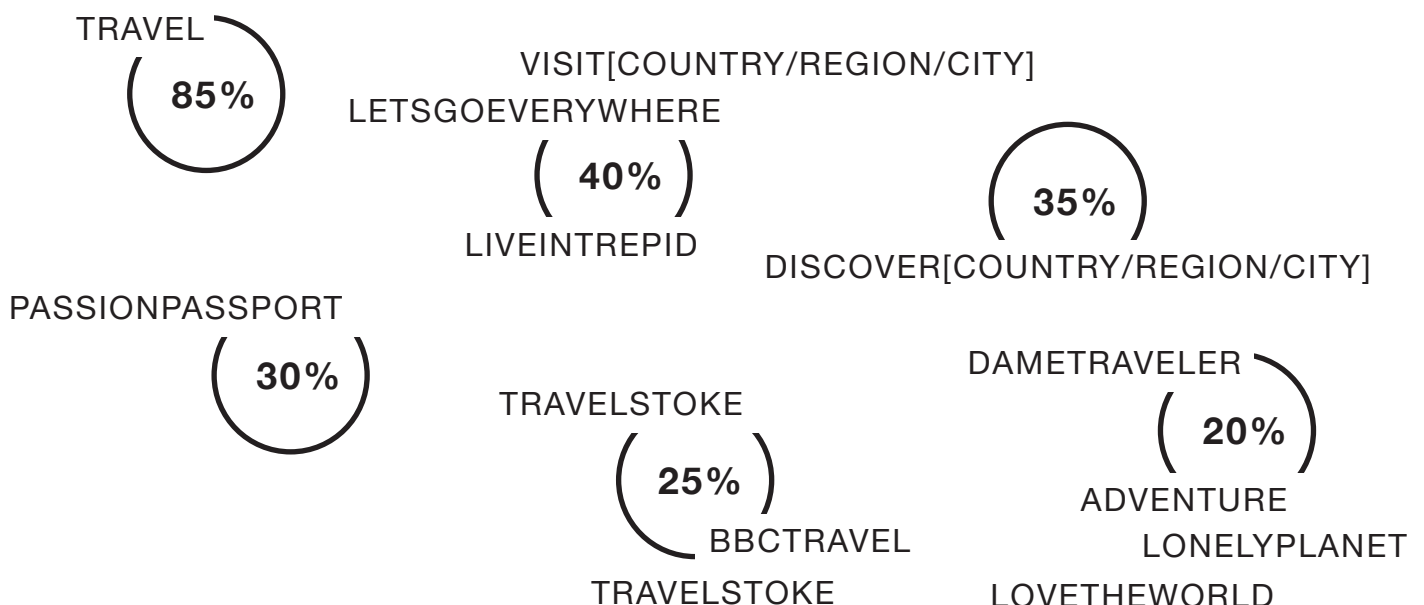 TRAVEL
85%
VISIT[COUNTRY/REGION/CITY]
LETSGOEVERYWHERE
40%
LIVEINTREPID
35%
DISCOVER[COUNTRY/REGION/CITY]
PASSIONPASSPORT
30%
TRAVELSTOKE
25%
BBCTRAVEL
TRAVELSTOKE
DAMETRAVELER
20%
ADVENTURE
LONELYPLANET
LOVETHEWORLD